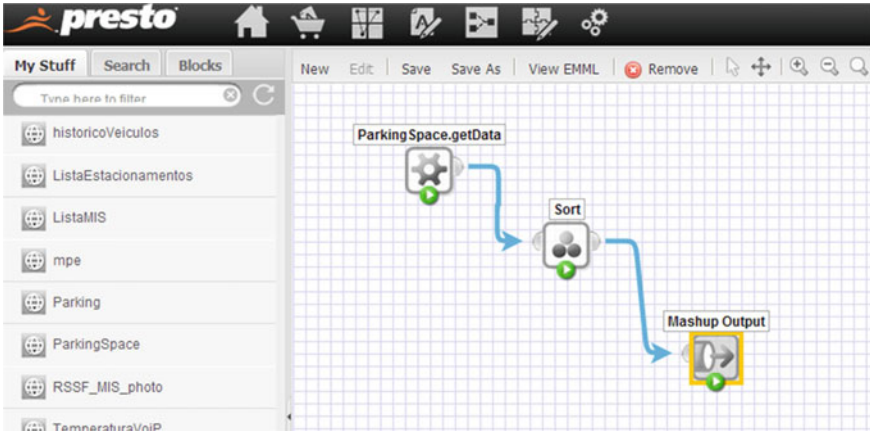 presto
My Stuff Search Blocks
New Edit Save Save As View EMML Remove
Type here to filter
historicoVeiculos
ListaEstacionamentos
ListaMIS
mpe
Parking
ParkingSpace
RSSF_MIS_photo
TemperaturaVoiP
ParkingSpace.getData
Sort
Mashup Output